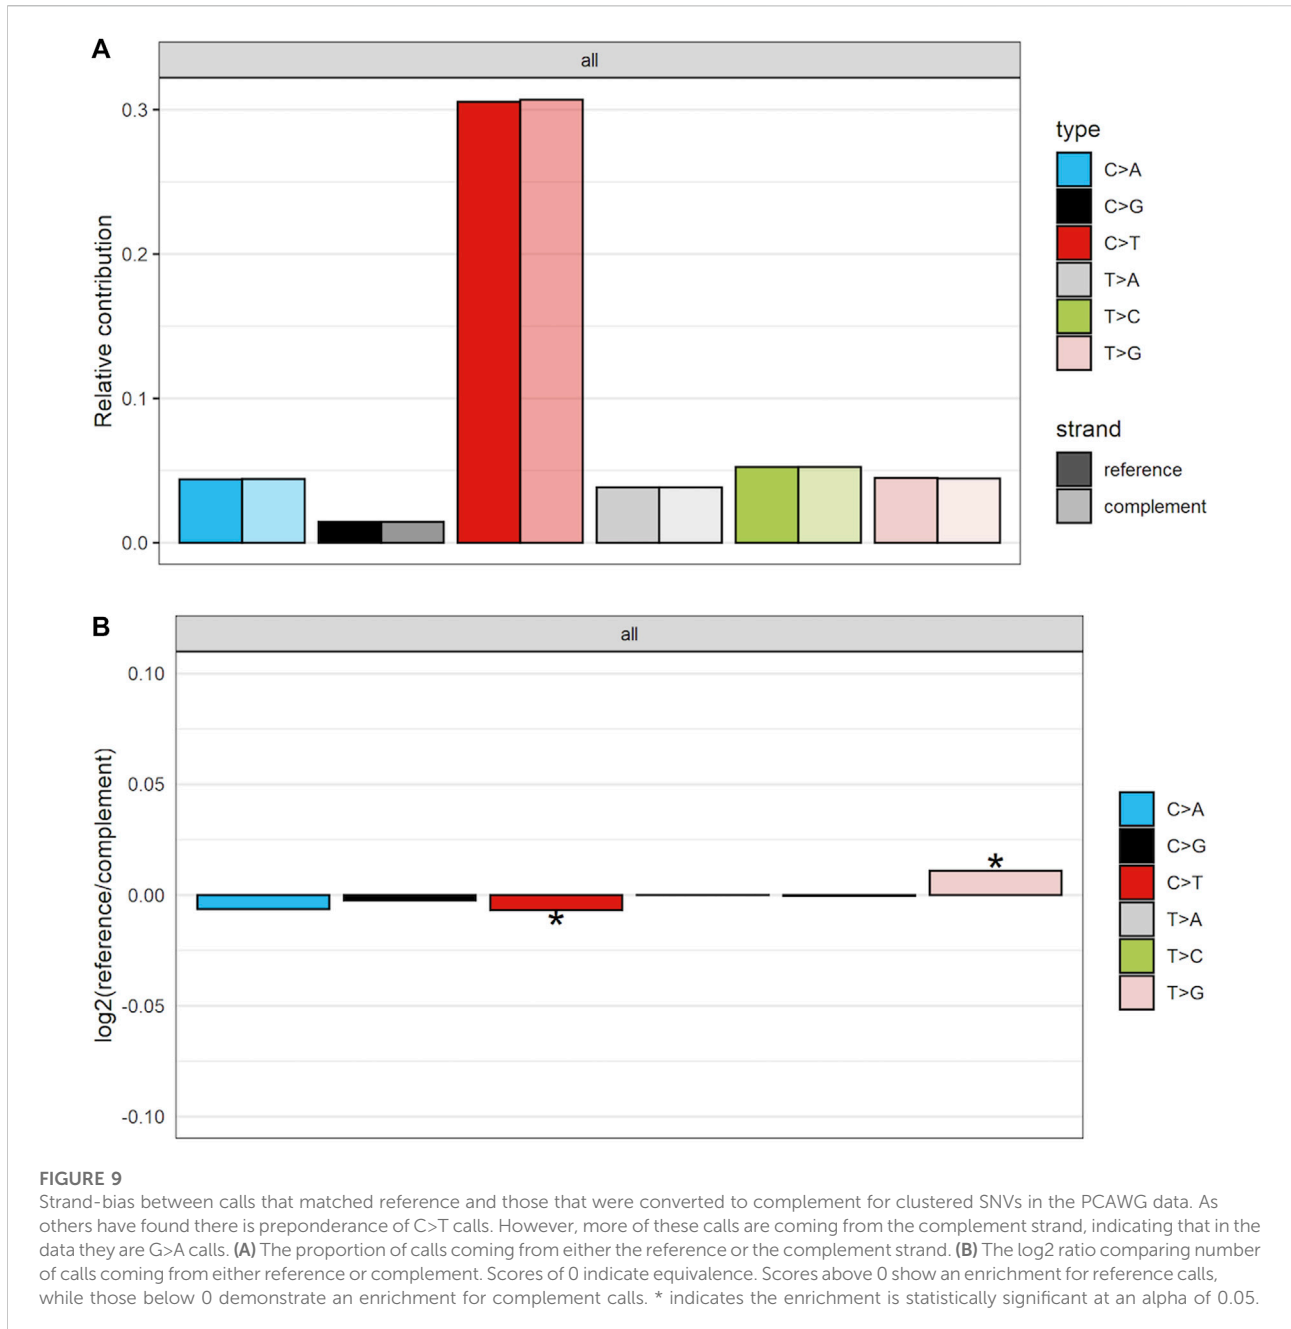 A
all
0.3
0.2
0.1
0.0
Relative contribution
type
C>A
C>G
C>T
T>A
T>C
T>G
strand
reference
complement
B
all
0.10
0.05
0.00
-0.05
-0.10
log2(reference/complement)
*
*
C>A
C>G
C>T
T>A
T>C
T>G
FIGURE 9
Strand-bias between calls that matched reference and those that were converted to complement for clustered SNVs in the PCAWG data. As
others have found there is preponderance of C>T calls. However, more of these calls are coming from the complement strand, indicating that in the
data they are G>A calls. (A) The proportion of calls coming from either the reference or the complement strand. (B) The log2 ratio comparing number
of calls coming from either reference or complement. Scores of 0 indicate equivalence. Scores above 0 show an enrichment for reference calls,
while those below 0 demonstrate an enrichment for complement calls. * indicates the enrichment is statistically significant at an alpha of 0.05.